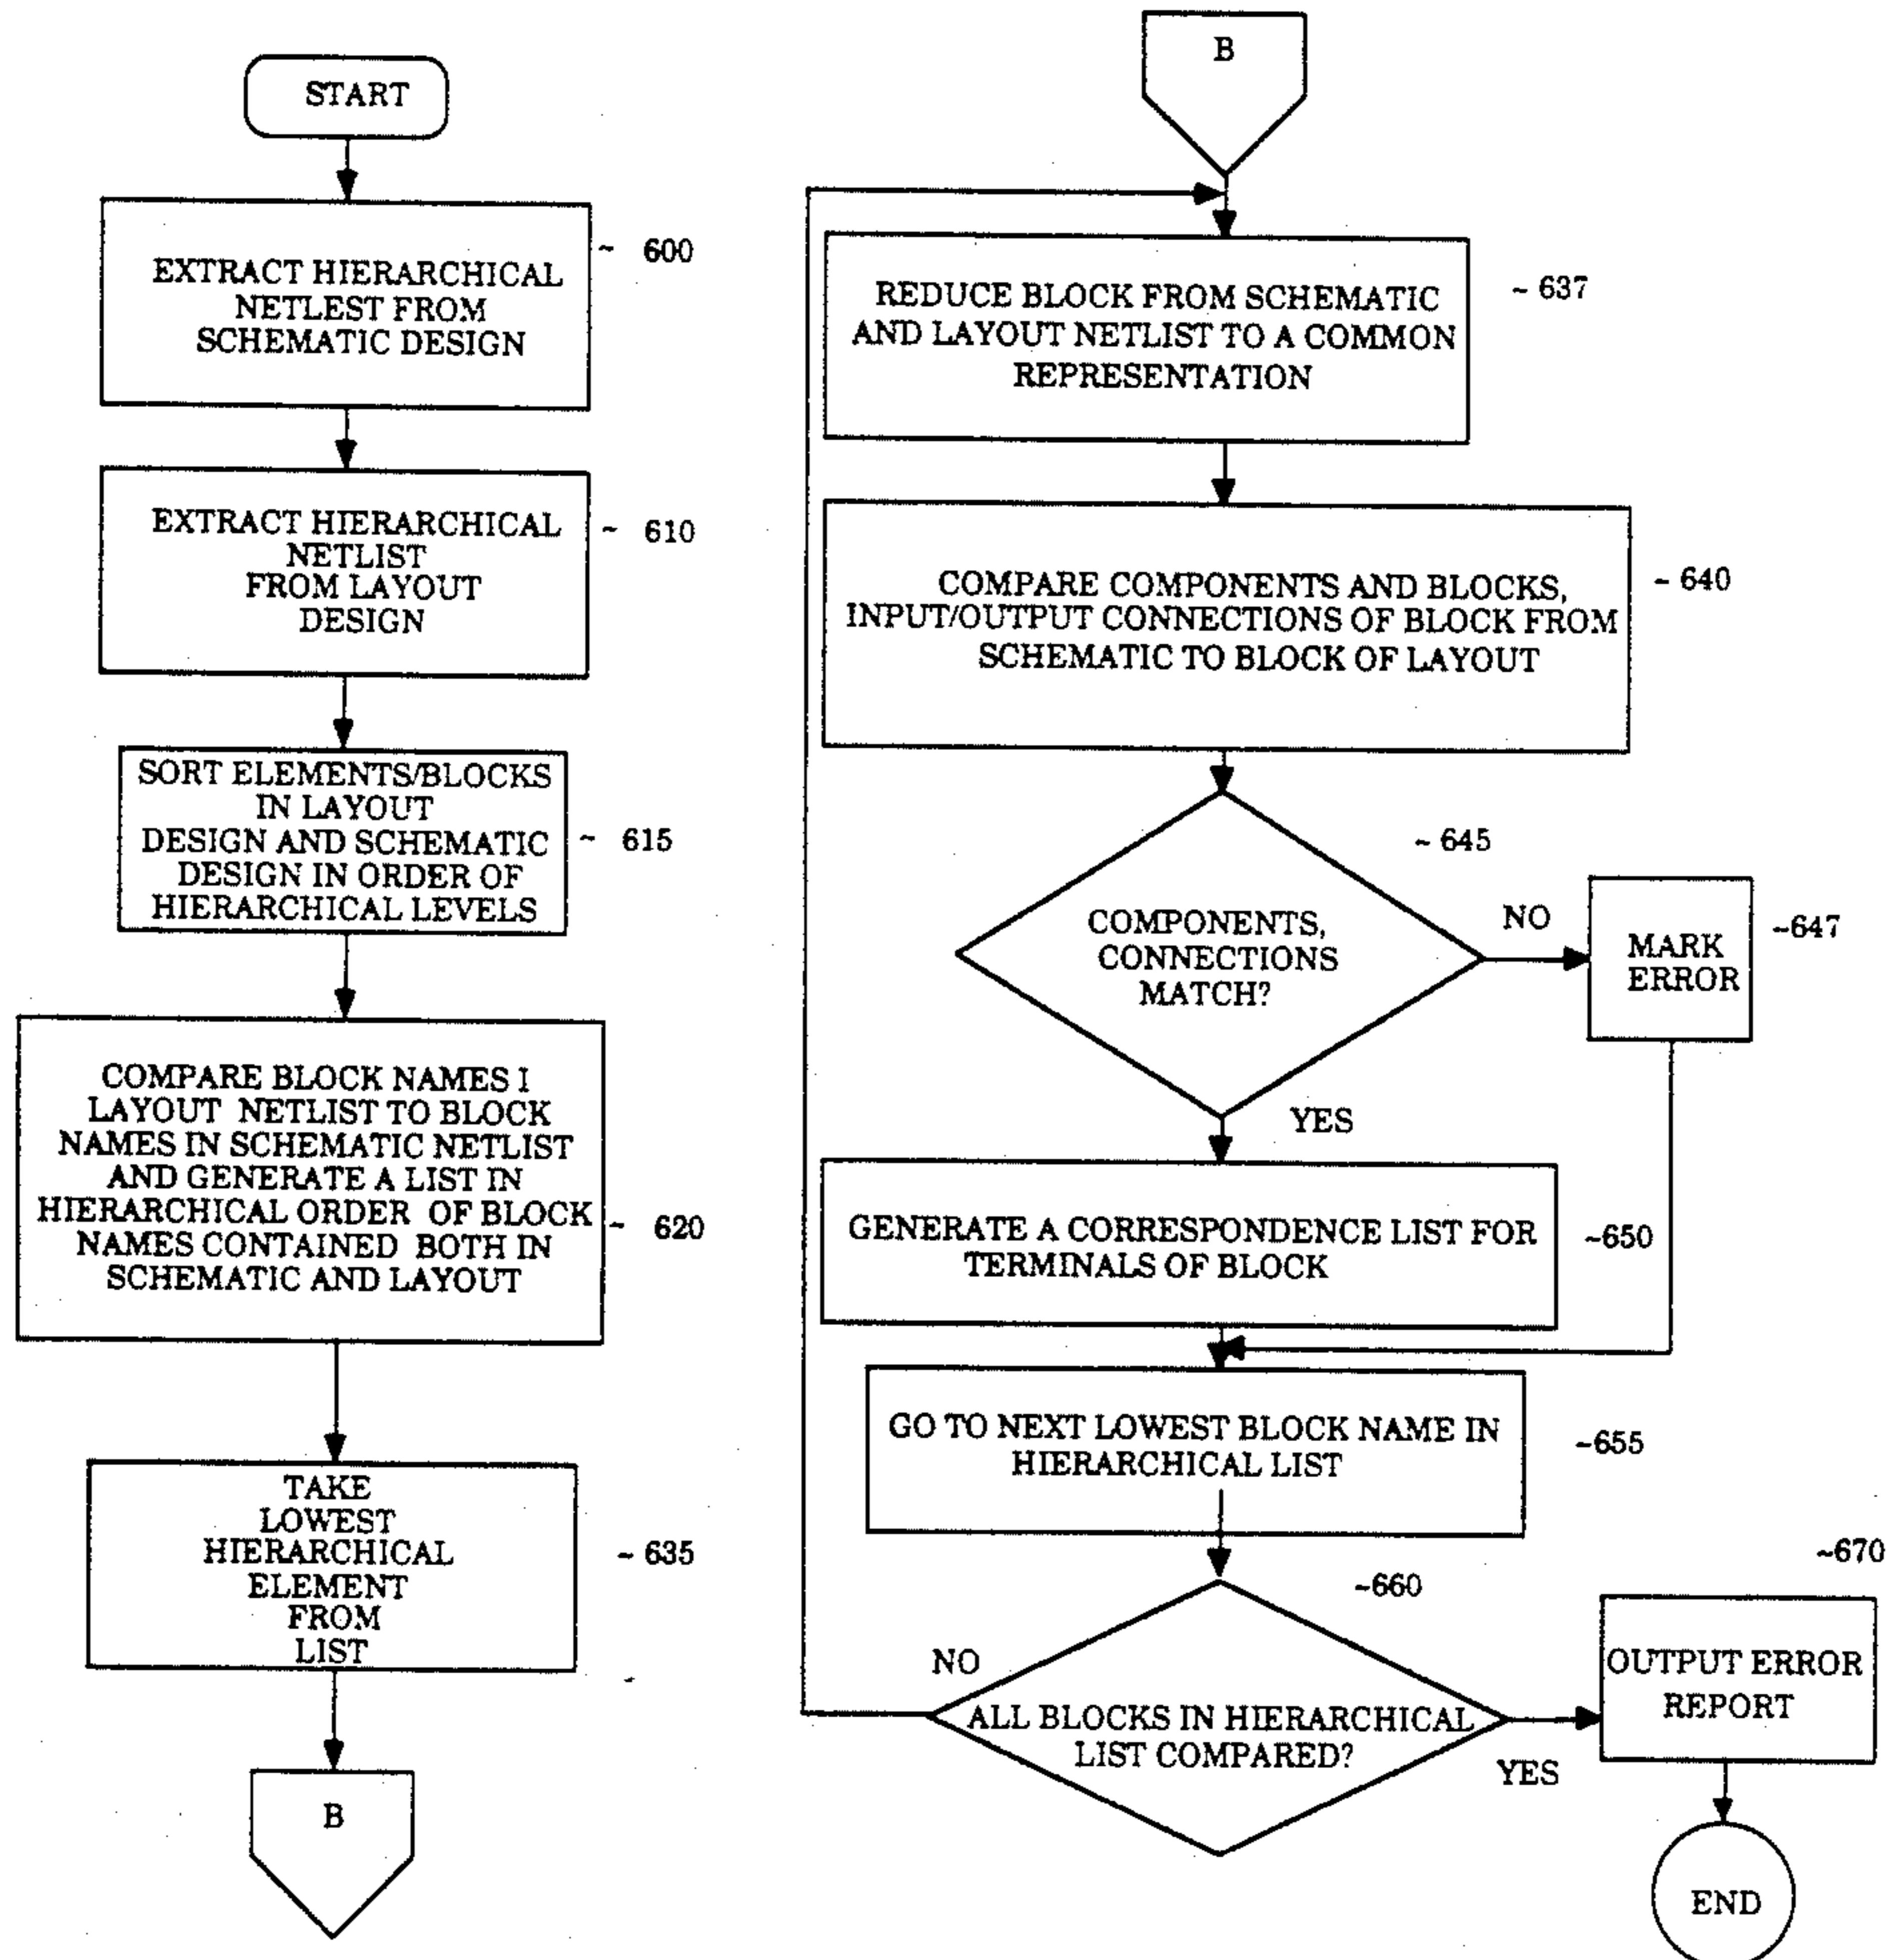 START
EXTRACT HIERARCHICAL
NETLEST FROM
SCHEMATIC DESIGN
~ 600
EXTRACT HIERARCHICAL
NETLIST
FROM LAYOUT
DESIGN
~ 610
SORT ELEMENTS/BLOCKS
IN LAYOUT
DESIGN AND SCHEMATIC
DESIGN IN ORDER OF
HIERARCHICAL LEVELS
~ 615
COMPARE BLOCK NAMES I
LAYOUT NETLIST TO BLOCK
NAMES IN SCHEMATIC NETLIST
AND GENERATE A LIST IN
HIERARCHICAL ORDER OF BLOCK
NAMES CONTAINED BOTH IN
SCHEMATIC AND LAYOUT
~ 620
TAKE
LOWEST
HIERARCHICAL
ELEMENT
FROM
LIST
~ 635
B
B
REDUCE BLOCK FROM SCHEMATIC
AND LAYOUT NETLIST TO A COMMON
REPRESENTATION
~ 637
COMPARE COMPONENTS AND BLOCKS,
INPUT/OUTPUT CONNECTIONS OF BLOCK FROM
SCHEMATIC TO BLOCK OF LAYOUT
~ 640
COMPONENTS,
CONNECTIONS
MATCH?
~ 645
NO
MARK
ERROR
~647
YES
GENERATE A CORRESPONDENCE LIST FOR
TERMINALS OF BLOCK
~650
GO TO NEXT LOWEST BLOCK NAME IN
HIERARCHICAL LIST
~655
ALL BLOCKS IN HIERARCHICAL
LIST COMPARED?
~660
NO
YES
OUTPUT ERROR
REPORT
~670
END